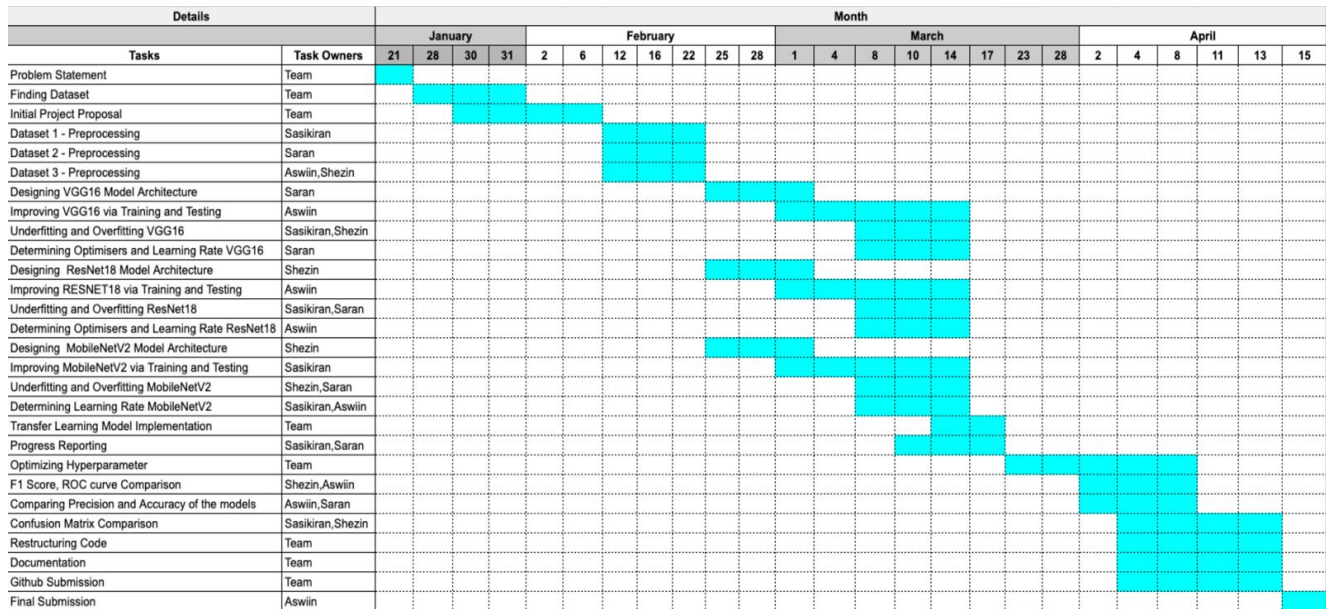 Details Month
January February March April
Tasks Task Owners 21 28 30 31 2 6 12 16 22 25 28 1 4 8 10 14 17 23 28 2 4 8 11 13 15
Problem Statement Team
Finding Dataset Team
Initial Project Proposal Team
Dataset 1 - Preprocessing Sasikiran
Dataset 2 - Preprocessing Saran
Dataset 3 - Preprocessing Aswiin,Shezin
Designing VGG16 Model Architecture Saran
Improving VGG16 via Training and Testing Aswiin
Underfitting and Overfitting VGG16 Sasikiran,Shezin
Determining Optimisers and Learning Rate VGG16 Saran
Designing ResNet18 Model Architecture Shezin
Improving RESNET18 via Training and Testing Aswiin
Underfitting and Overfitting ResNet18 Sasikiran,Saran
Determining Optimisers and Learning Rate ResNet18 Aswiin
Designing MobileNetV2 Model Architecture Shezin
Improving MobileNetV2 via Training and Testing Sasikiran
Underfitting and Overfitting MobileNetV2 Shezin,Saran
Determining Learning Rate MobileNetV2 Sasikiran,Aswiin
Transfer Learning Model Implementation Team
Progress Reporting Sasikiran,Saran
Optimizing Hyperparameter Team
F1 Score, ROC curve Comparison Shezin,Aswiin
Comparing Precision and Accuracy of the models Aswiin,Saran
Confusion Matrix Comparison Sasikiran,Shezin
Restructuring Code Team
Documentation Team
Github Submission Team
Final Submission Aswiin